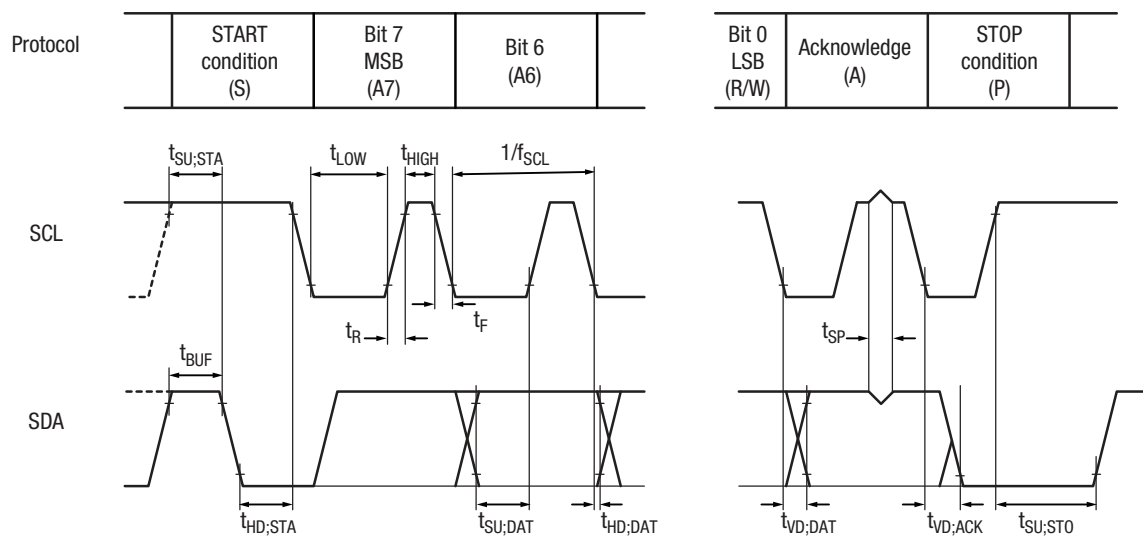 Protocol
START
condition
(S)
Bit 7
MSB
(A7)
Bit 6
(A6)
Bit 0
LSB
(R/W)
Acknowledge
(A)
STOP
condition
(P)
tSU;STA
tLOW
tHIGH
1/fSCL
SCL
tR
tF
tSP
tBUF
SDA
tHD;STA
tSU;DAT
tHD;DAT
tVD;DAT
tVD;ACK
tSU;STO